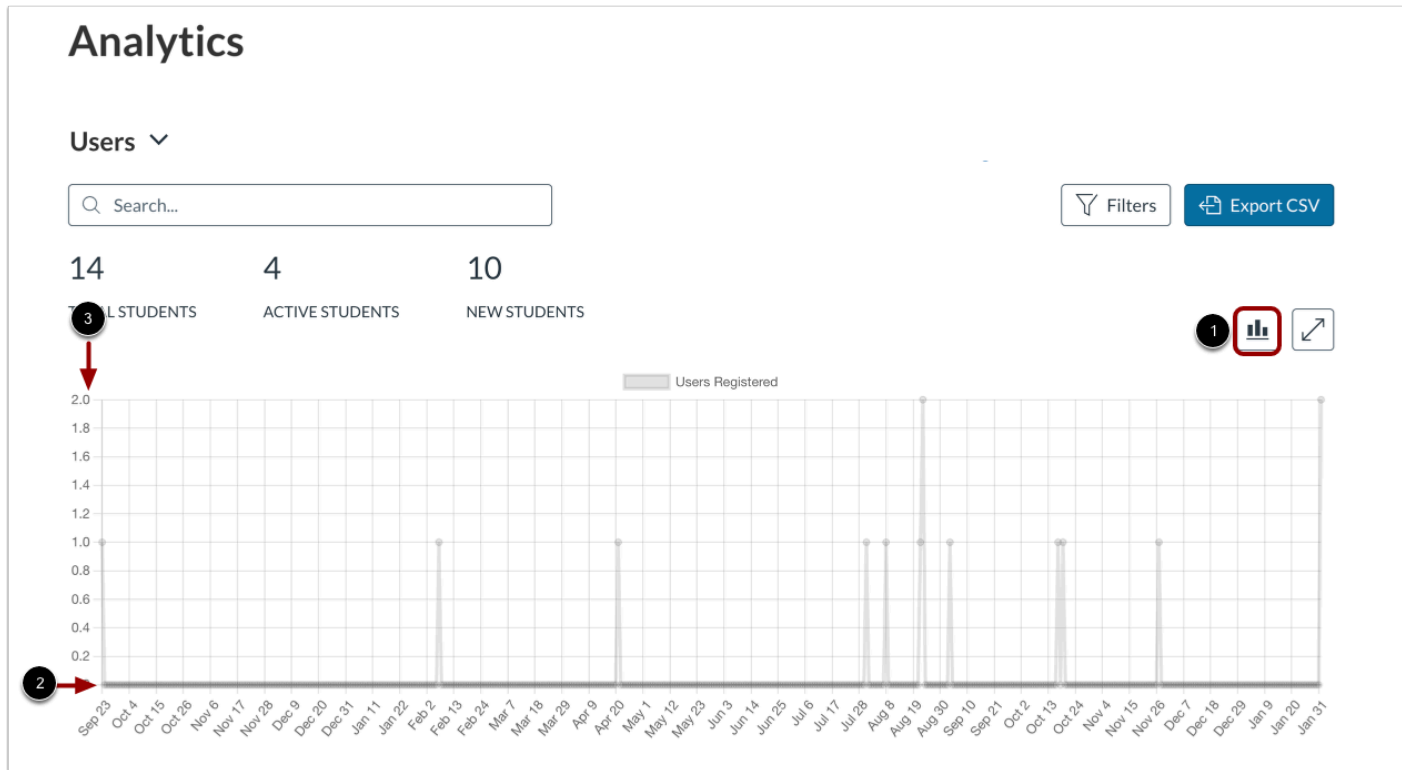 Analytics
Users
Search...
Filters
Export CSV
14
4
10
L STUDENTS
ACTIVE STUDENTS
NEW STUDENTS
3
1
Users Registered
2.0
1.8
1.6
1.4
1.2
1.0
0.8
0.6
0.4
0.2
2
Sep 23 Oct 4 Oct 15 Oct 26 Nov 6 Nov 17 Nov 28 Dec 9 Dec 20 Dec 31 Jan 11 Jan 22 Feb 2 Feb 13 Feb 24 Mar 7 Mar 18 Mar 29 Apr 9 Apr 20 May 1 May 12 May 23 Jun 3 Jun 14 Jun 25 Jul 6 Jul 17 Jul 28 Aug 8 Aug 19 Aug 30 Sep 10 Sep 21 Oct 2 Oct 13 Oct 24 Nov 4 Nov 15 Nov 26 Dec 7 Dec 18 Dec 29 Jan 9 Jan 20 Jan 31